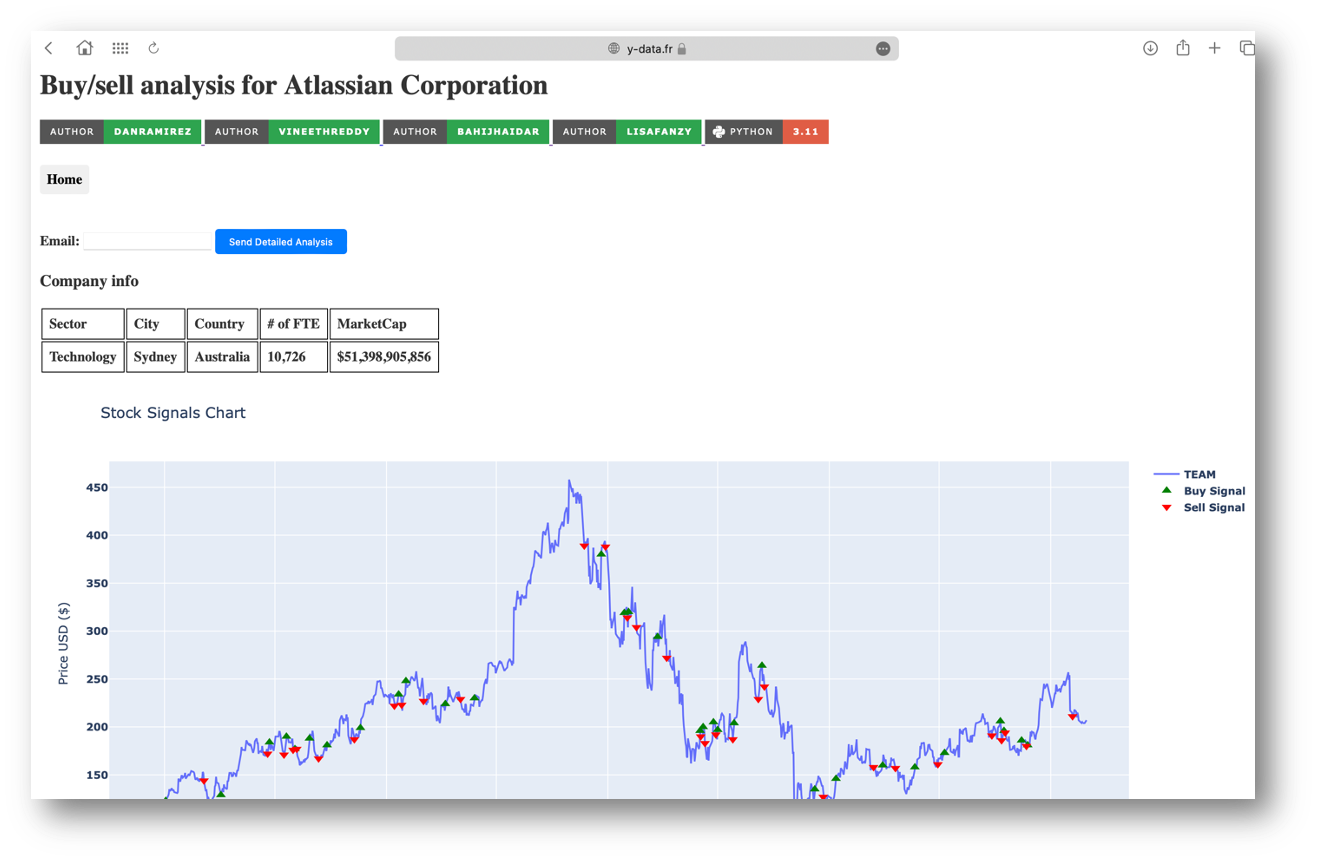 y-data.fr
Buy/sell analysis for Atlassian Corporation
AUTHOR DANRAMIREZ AUTHOR VINEETHREDDY AUTHOR BAHIJHAIDAR AUTHOR LISAFANZY PYTHON 3.11
Home
Email: Send Detailed Analysis
Company info
Sector City Country # of FTE MarketCap
Technology Sydney Australia 10,726 $51,398,905,856
Stock Signals Chart
TEAM
Buy Signal
Sell Signal
450
400
350
300
250
200
150
Price USD ($)